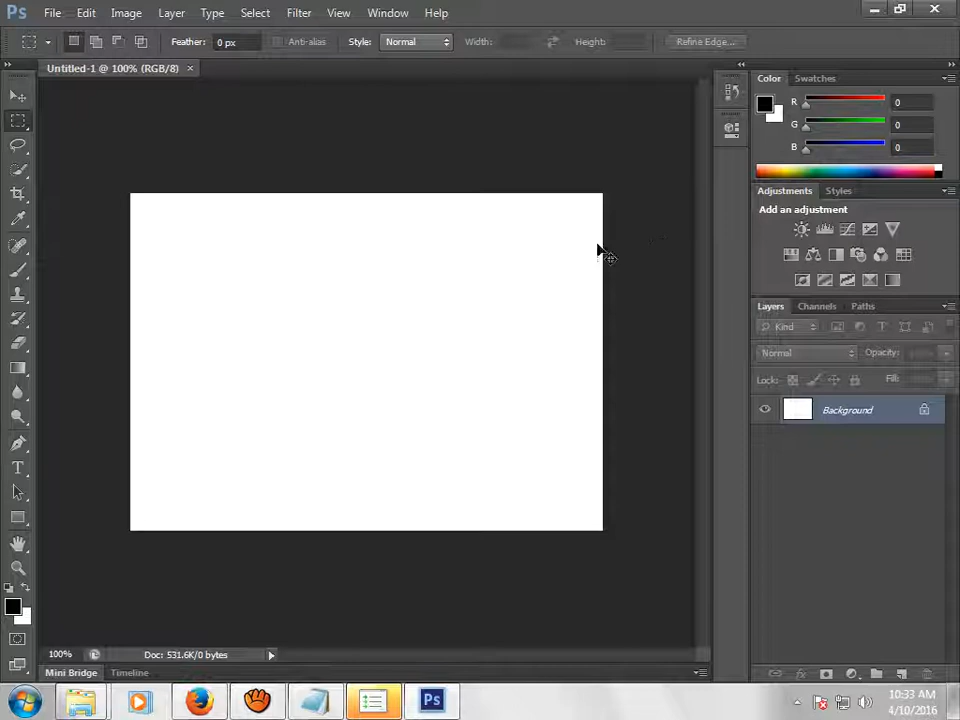 Ps File Edit Image Layer Type Select Filter View Window Help
Feather: 0 px Anti-alias Style: Normal Width: Height: Refine Edge...
Untitled-1 @ 100% (RGB/8) ×
Color Swatches
R 0
G 0
B 0
Adjustments Styles
Add an adjustment
Layers Channels Paths
Kind
Normal Opacity:
Lock: Fill:
Background
T
100% Doc: 531.6K/0 bytes
Mini Bridge Timeline
Ps
10:33 AM
4/10/2016